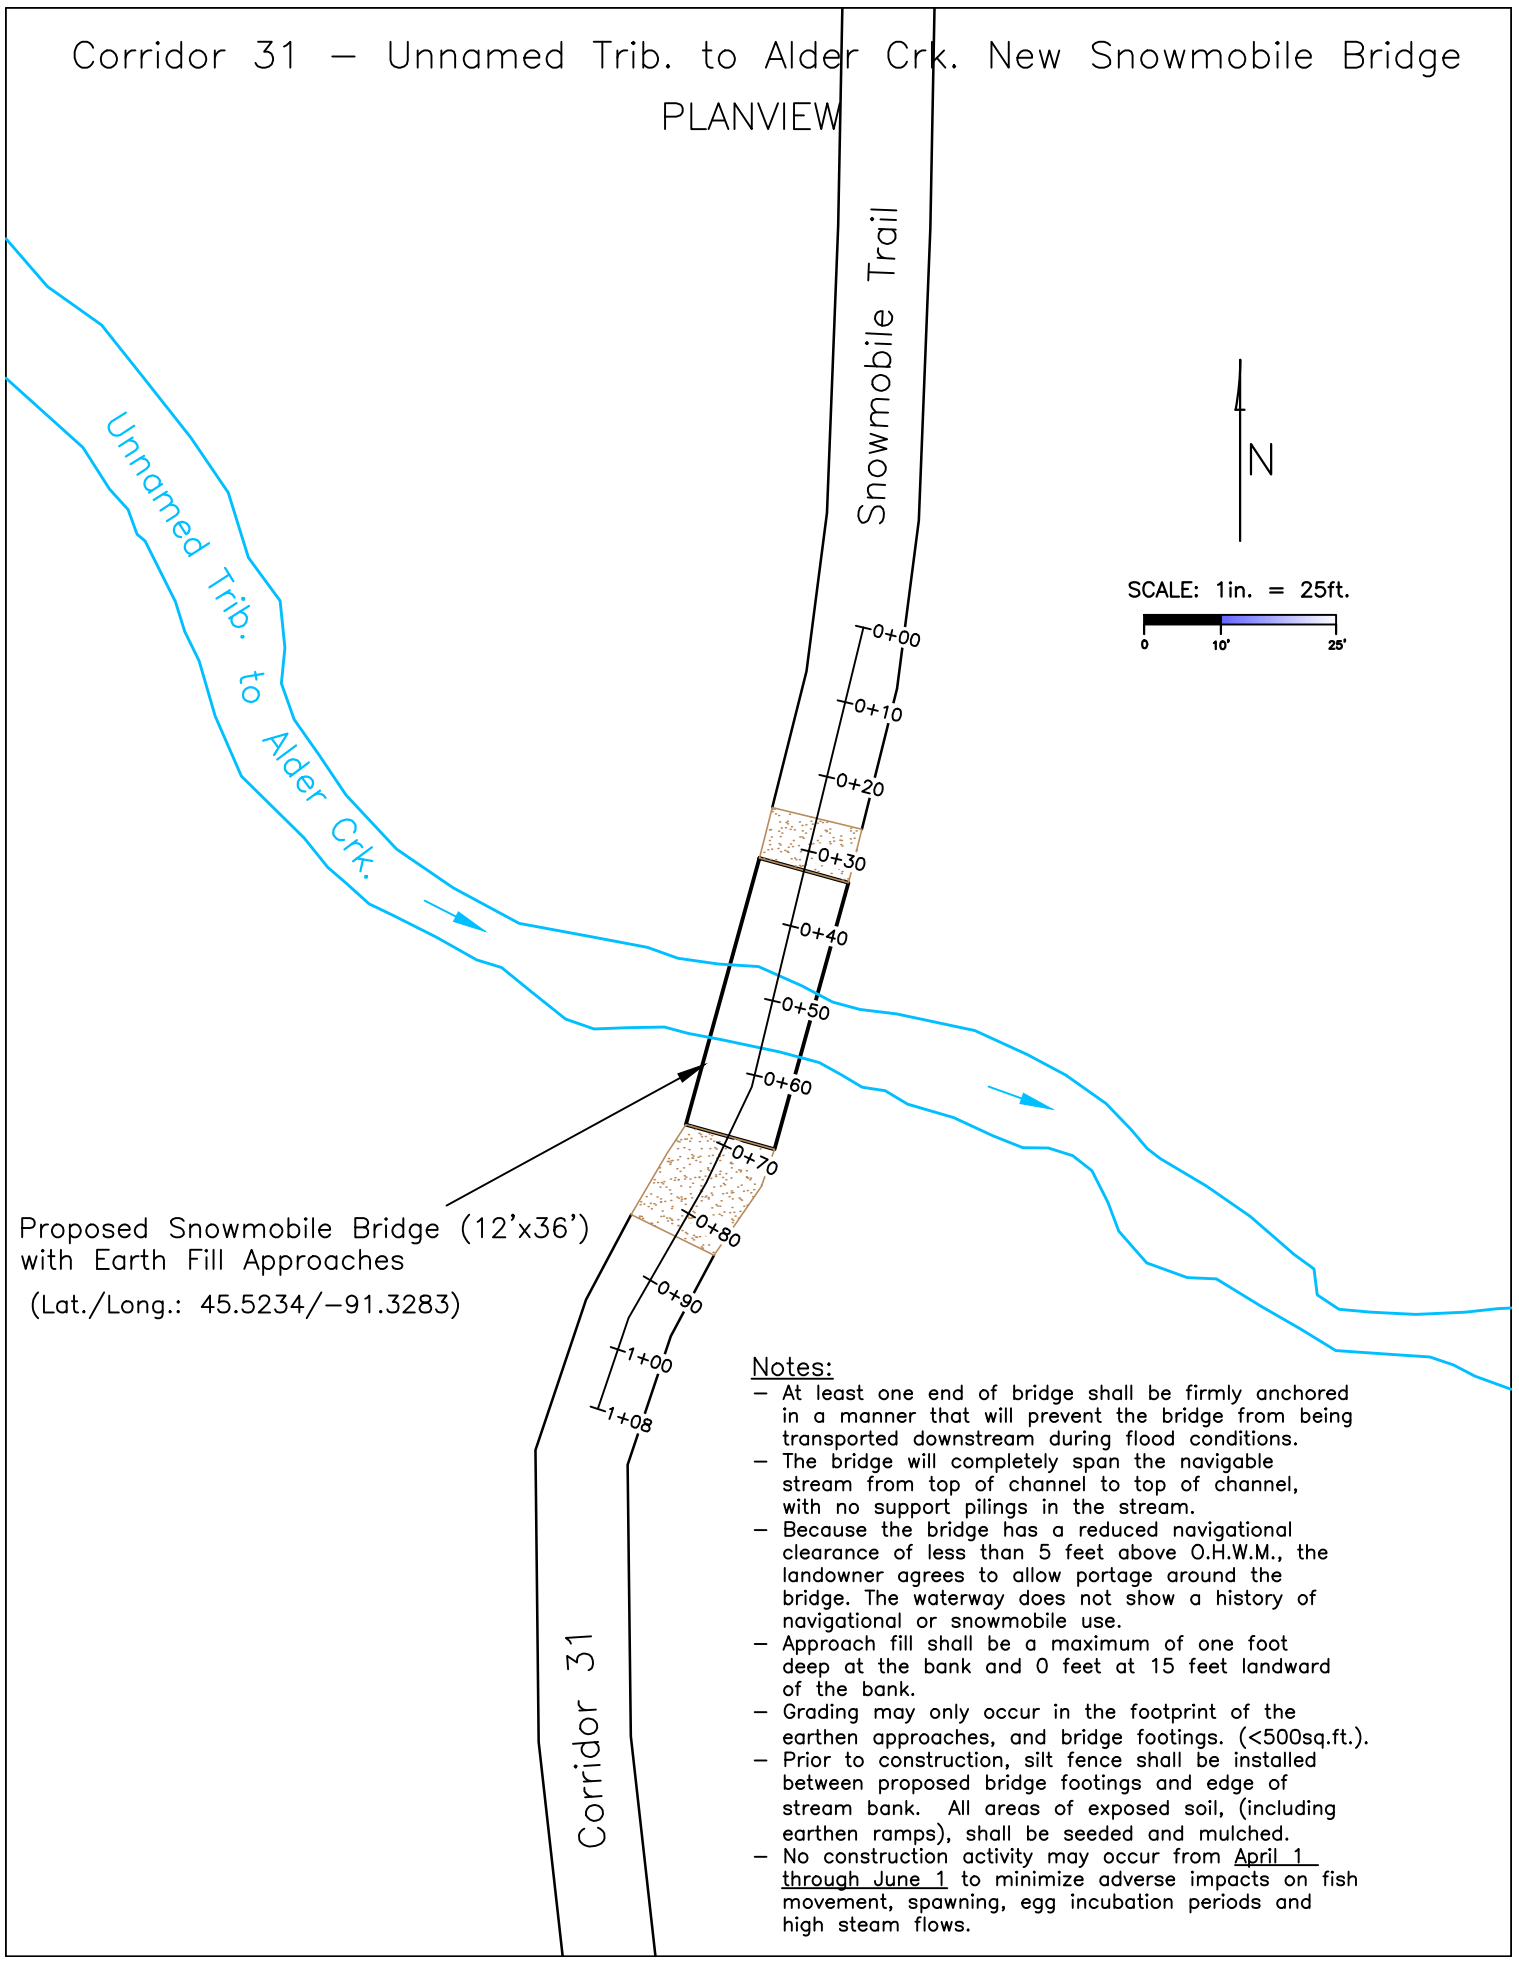 Corridor 31 – Unnamed Trib. to Alder Crk. New Snowmobile Bridge
PLANVIEW
Snowmobile Trail
Unnamed Trib. to Alder Crk.
N
SCALE: 1in. = 25ft.
0 10' 25'
0+00
0+10
0+20
0+30
0+40
0+50
0+60
0+70
0+80
0+90
1+00
1+08
Proposed Snowmobile Bridge (12'x36')
with Earth Fill Approaches
(Lat./Long.: 45.5234/–91.3283)
Corridor 31
Notes:
– At least one end of bridge shall be firmly anchored
in a manner that will prevent the bridge from being
transported downstream during flood conditions.
– The bridge will completely span the navigable
stream from top of channel to top of channel,
with no support pilings in the stream.
– Because the bridge has a reduced navigational
clearance of less than 5 feet above O.H.W.M., the
landowner agrees to allow portage around the
bridge. The waterway does not show a history of
navigational or snowmobile use.
– Approach fill shall be a maximum of one foot
deep at the bank and 0 feet at 15 feet landward
of the bank.
– Grading may only occur in the footprint of the
earthen approaches, and bridge footings. (<500sq.ft.).
– Prior to construction, silt fence shall be installed
between proposed bridge footings and edge of
stream bank. All areas of exposed soil, (including
earthen ramps), shall be seeded and mulched.
– No construction activity may occur from April 1
through June 1 to minimize adverse impacts on fish
movement, spawning, egg incubation periods and
high steam flows.